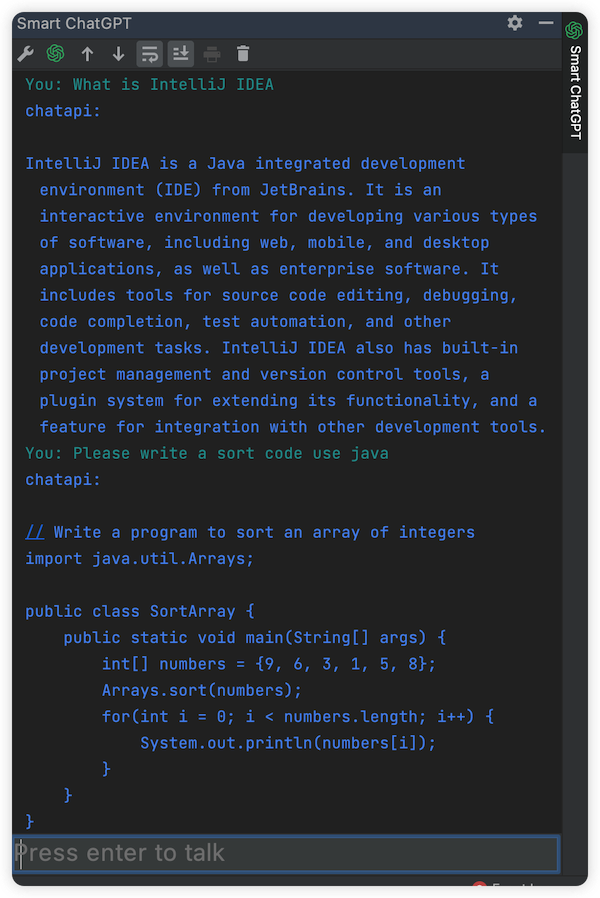 Smart ChatGPT
Smart ChatGPT
You: What is IntelliJ IDEA
chatapi:
IntelliJ IDEA is a Java integrated development
environment (IDE) from JetBrains. It is an
interactive environment for developing various types
of software, including web, mobile, and desktop
applications, as well as enterprise software. It
includes tools for source code editing, debugging,
code completion, test automation, and other
development tasks. IntelliJ IDEA also has built-in
project management and version control tools, a
plugin system for extending its functionality, and a
feature for integration with other development tools.
You: Please write a sort code use java
chatapi:
// Write a program to sort an array of integers
import java.util.Arrays;
public class SortArray {
public static void main(String[] args) {
int[] numbers = {9, 6, 3, 1, 5, 8};
Arrays.sort(numbers);
for(int i = 0; i < numbers.length; i++) {
System.out.println(numbers[i]);
}
}
}
Press enter to talk